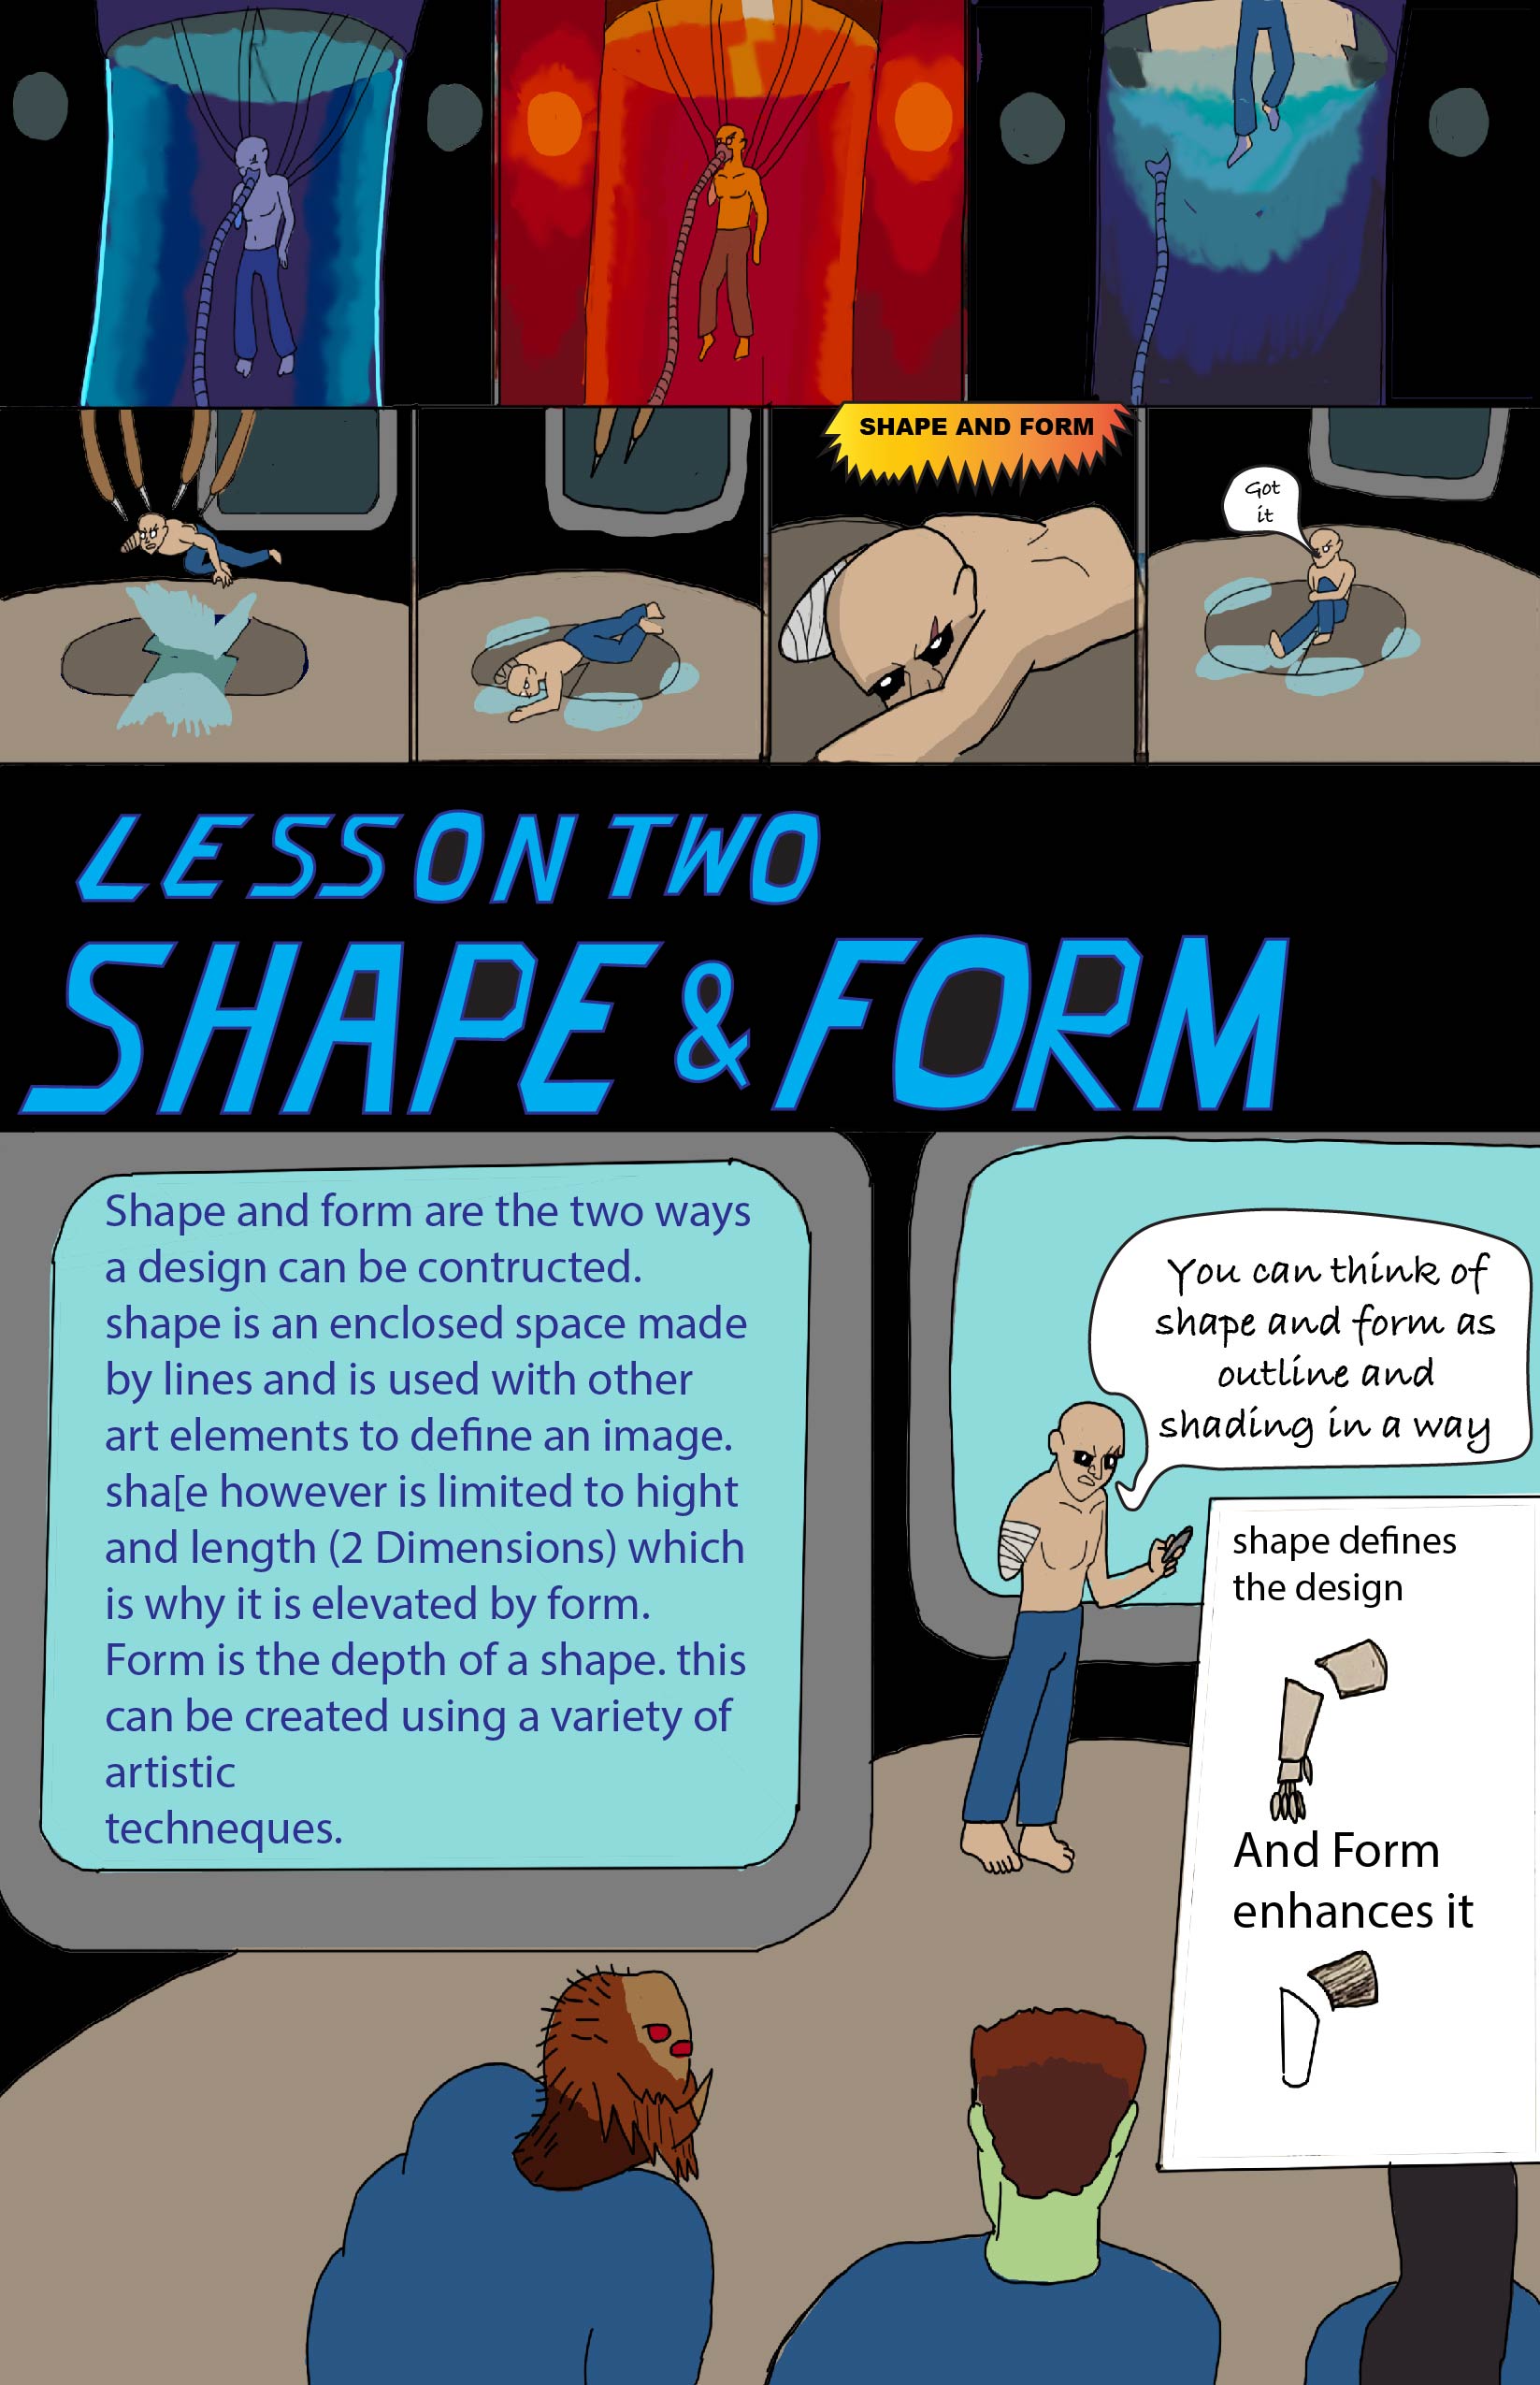 SHAPE AND FORM
Got
it
LESSON TWO
SHAPE & FORM
Shape and form are the two ways
a design can be contructed.
shape is an enclosed space made
by lines and is used with other
art elements to define an image.
sha[e however is limited to hight
and length (2 Dimensions) which
is why it is elevated by form.
Form is the depth of a shape. this
can be created using a variety of
artistic
techneques.
You can think of
shape and form as
outline and
shading in a way
shape defines
the design
And Form
enhances it